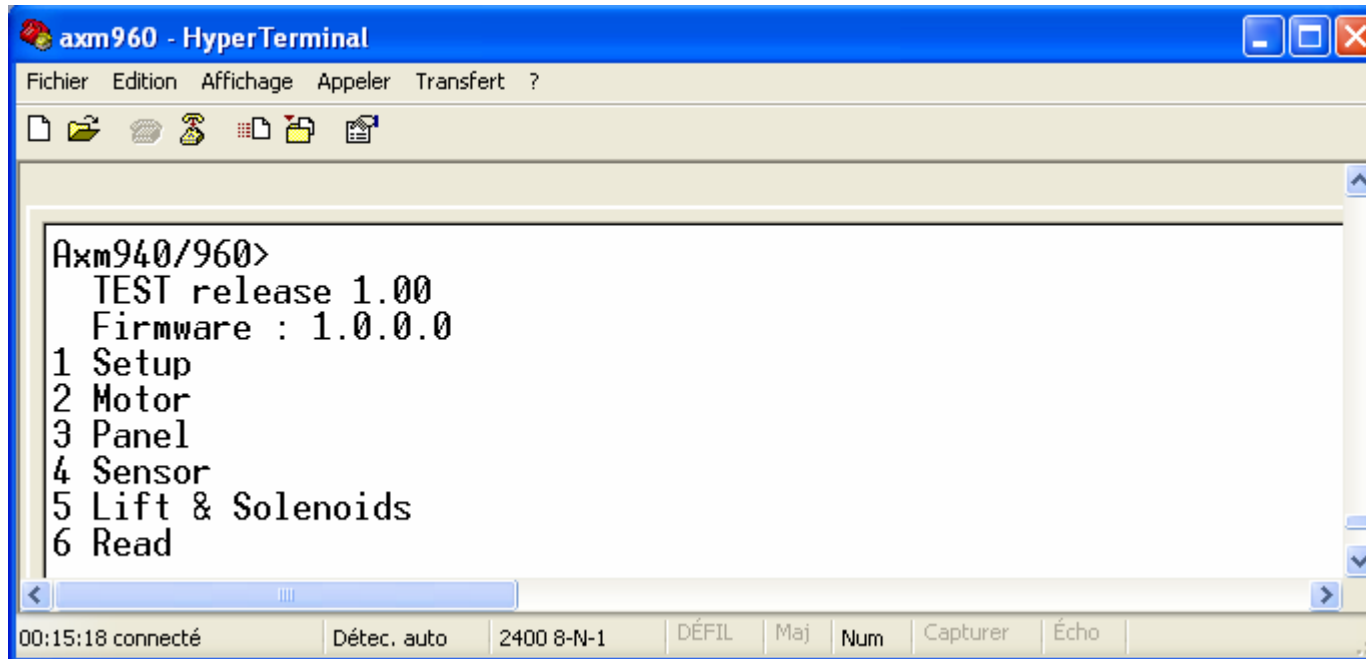 axm960 - HyperTerminal
Fichier Edition Affichage Appeler Transfert ?
Axm940/960>
TEST release 1.00
Firmware : 1.0.0.0
1 Setup
2 Motor
3 Panel
4 Sensor
5 Lift & Solenoids
6 Read
00:15:18 connecté Détec. auto 2400 8-N-1 DÉFIL Maj Num Capturer Écho